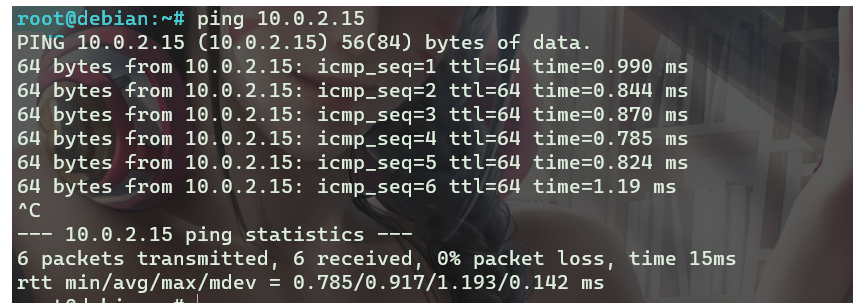 root@debian:~# ping 10.0.2.15
PING 10.0.2.15 (10.0.2.15) 56(84) bytes of data.
64 bytes from 10.0.2.15: icmp_seq=1 ttl=64 time=0.990 ms
64 bytes from 10.0.2.15: icmp_seq=2 ttl=64 time=0.844 ms
64 bytes from 10.0.2.15: icmp_seq=3 ttl=64 time=0.870 ms
64 bytes from 10.0.2.15: icmp_seq=4 ttl=64 time=0.785 ms
64 bytes from 10.0.2.15: icmp_seq=5 ttl=64 time=0.824 ms
64 bytes from 10.0.2.15: icmp_seq=6 ttl=64 time=1.19 ms
^C
--- 10.0.2.15 ping statistics ---
6 packets transmitted, 6 received, 0% packet loss, time 15ms
rtt min/avg/max/mdev = 0.785/0.917/1.193/0.142 ms